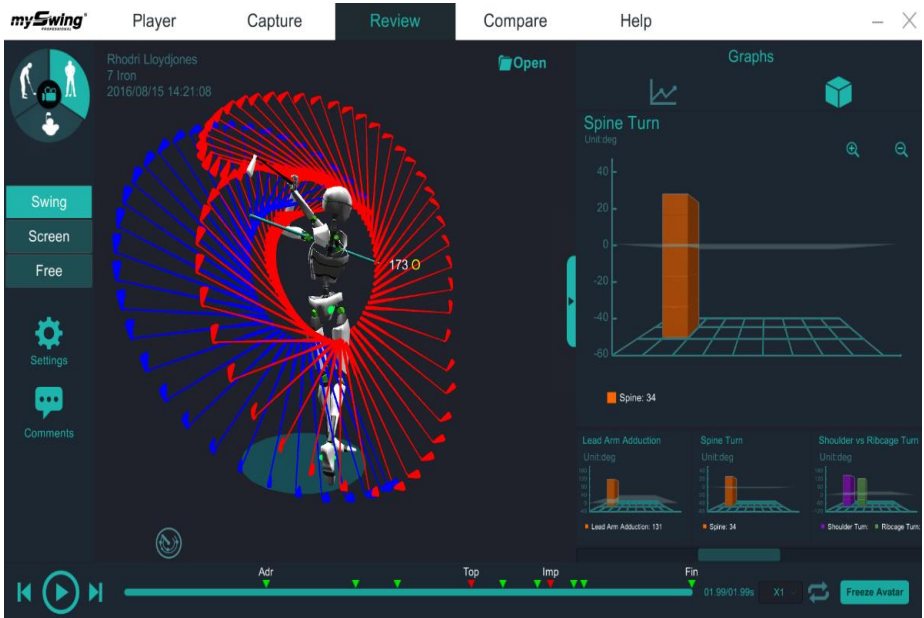 mySwing
PROFESSIONAL
Player
Capture
Review
Compare
Help
Rhodri Lloydjones
7 Iron
2016/08/15 14:21:08
Open
Swing
Screen
Free
Settings
Comments
173
Graphs
Spine Turn
Unit:deg
40
20
0
-20
-40
-60
Spine: 34
Lead Arm Adduction
Unit:deg
Lead Arm Adduction: 131
Spine Turn
Unit:deg
Spine: 34
Shoulder vs Ribcage Turn
Unit:deg
Shoulder Turn: Ribcage Turn:
Adr
Top
Imp
Fin
01.99/01.99s
X1
Freeze Avatar